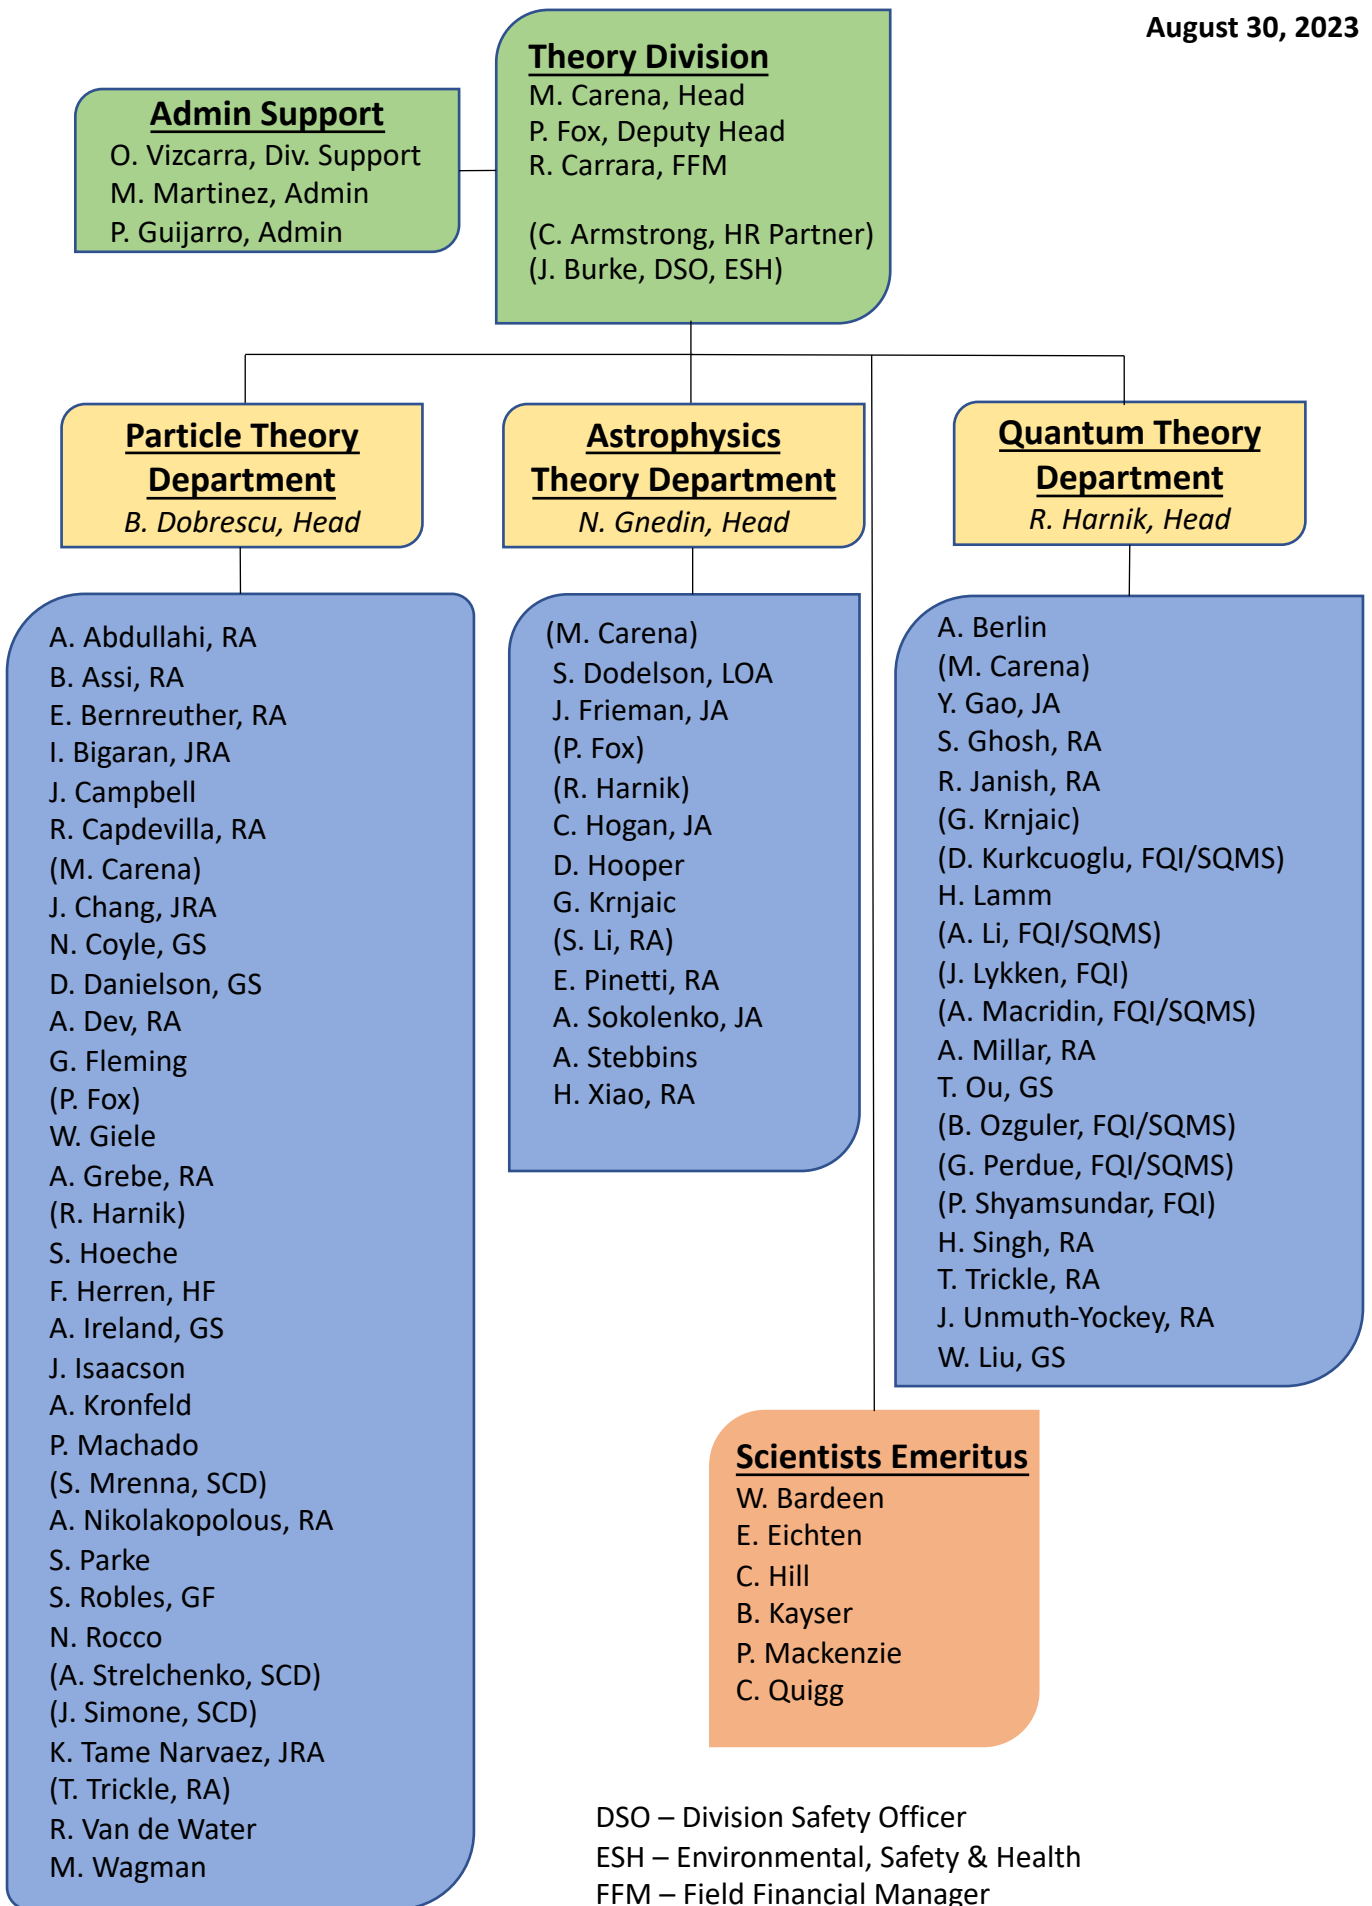 August 30, 2023
Theory Division
M. Carena, Head
P. Fox, Deputy Head
R. Carrara, FFM
(C. Armstrong, HR Partner)
(J. Burke, DSO, ESH)
Admin Support
O. Vizcarra, Div. Support
M. Martinez, Admin
P. Guijarro, Admin
Particle Theory
Department
B. Dobrescu, Head
Astrophysics
Theory Department
N. Gnedin, Head
Quantum Theory
Department
R. Harnik, Head
A. Abdullahi, RA
B. Assi, RA
E. Bernreuther, RA
I. Bigaran, JRA
J. Campbell
R. Capdevilla, RA
(M. Carena)
J. Chang, JRA
N. Coyle, GS
D. Danielson, GS
A. Dev, RA
G. Fleming
(P. Fox)
W. Giele
A. Grebe, RA
(R. Harnik)
S. Hoeche
F. Herren, HF
A. Ireland, GS
J. Isaacson
A. Kronfeld
P. Machado
(S. Mrenna, SCD)
A. Nikolakopolous, RA
S. Parke
S. Robles, GF
N. Rocco
(A. Strelchenko, SCD)
(J. Simone, SCD)
K. Tame Narvaez, JRA
(T. Trickle, RA)
R. Van de Water
M. Wagman
(M. Carena)
S. Dodelson, LOA
J. Frieman, JA
(P. Fox)
(R. Harnik)
C. Hogan, JA
D. Hooper
G. Krnjaic
(S. Li, RA)
E. Pinetti, RA
A. Sokolenko, JA
A. Stebbins
H. Xiao, RA
A. Berlin
(M. Carena)
Y. Gao, JA
S. Ghosh, RA
R. Janish, RA
(G. Krnjaic)
(D. Kurkcuoglu, FQI/SQMS)
H. Lamm
(A. Li, FQI/SQMS)
(J. Lykken, FQI)
(A. Macridin, FQI/SQMS)
A. Millar, RA
T. Ou, GS
(B. Ozguler, FQI/SQMS)
(G. Perdue, FQI/SQMS)
(P. Shyamsundar, FQI)
H. Singh, RA
T. Trickle, RA
J. Unmuth-Yockey, RA
W. Liu, GS
Scientists Emeritus
W. Bardeen
E. Eichten
C. Hill
B. Kayser
P. Mackenzie
C. Quigg
DSO – Division Safety Officer
ESH – Environmental, Safety & Health
FFM – Field Financial Manager